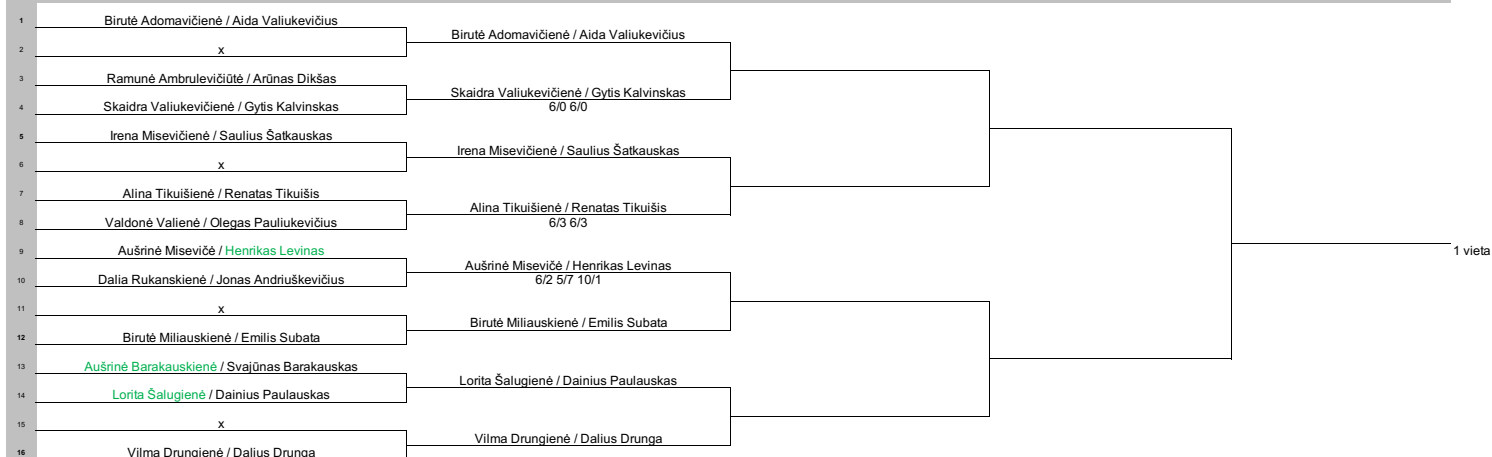 1 Birutė Adomavičienė / Aida Valiukevičius
Birutė Adomavičienė / Aida Valiukevičius
2 x
3 Ramunė Ambrulevičiūtė / Arūnas Dikšas
Skaidra Valiukevičienė / Gytis Kalvinskas
4 Skaidra Valiukevičienė / Gytis Kalvinskas
6/0 6/0
5 Irena Misevičienė / Saulius Šatkauskas
Irena Misevičienė / Saulius Šatkauskas
6 x
7 Alina Tikuišienė / Renatas Tikuišis
Alina Tikuišienė / Renatas Tikuišis
8 Valdonė Valienė / Olegas Pauliukevičius
6/3 6/3
9 Aušrinė Misevičė / Henrikas Levinas
1 vieta
Aušrinė Misevičė / Henrikas Levinas
10 Dalia Rukanskienė / Jonas Andriuškevičius
6/2 5/7 10/1
11 x
Birutė Miliauskienė / Emilis Subata
12 Birutė Miliauskienė / Emilis Subata
13 Aušrinė Barakauskienė / Svajūnas Barakauskas
Lorita Šalugienė / Dainius Paulauskas
14 Lorita Šalugienė / Dainius Paulauskas
15 x
Vilma Drungienė / Dalius Drunga
16 Vilma Drungienė / Dalius Drunga